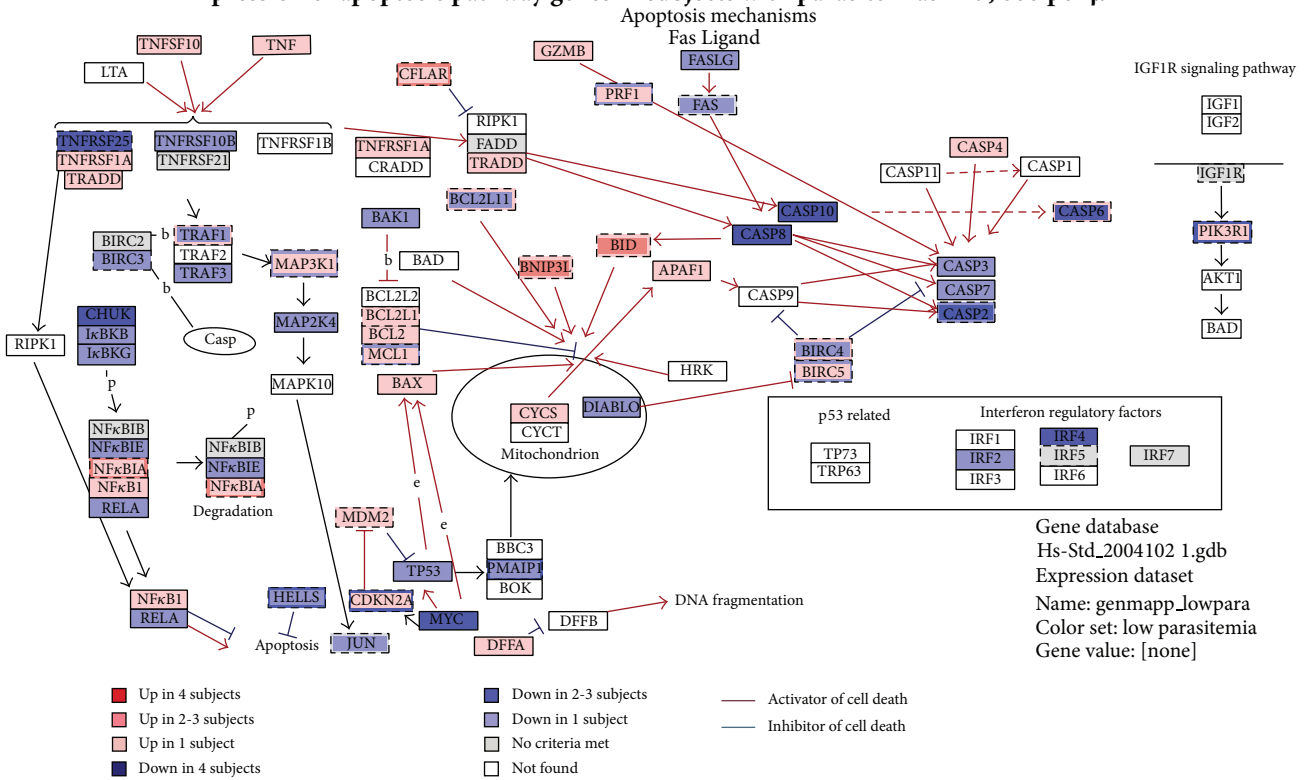 Apoptosis mechanisms
Fas Ligand
IGF1R signaling pathway
TNFSF10
TNF
LTA
CFLAR
GZMB
PRF1
FASLG
FAS
IGF1
IGF2
TNFRSF25
TNFRSF1A
TRADD
TNFRSF10B
TNFRSF21
TNFRSF1B
TNFRSF1A
CRADD
RIPK1
FADD
TRADD
CASP4
CASP11
CASP1
IGF1R
BCL2L11
BAK1
CASP10
CASP8
CASP6
PIK3R1
BIRC2
BIRC3
b
b
TRAF1
TRAF2
TRAF3
MAP3K1
b
BAD
BNIP3L
BID
APAF1
CASP9
CASP3
CASP7
CASP2
AKT1
BAD
CHUK
IκBKB
IκBKG
RIPK1
Casp
MAP2K4
BCL2L2
BCL2L1
BCL2
MCL1
BIRC4
BIRC5
HRK
MAPK10
BAX
p
CYCS
CYCT
DIABLO
Mitochondrion
NFκBIB
NFκBIE
NFκBIA
NFκB1
RELA
p
NFκBIB
NFκBIE
NFκBIA
Degradation
e
e
p53 related
TP73
TRP63
Interferon regulatory factors
IRF1
IRF2
IRF3
IRF4
IRF5
IRF6
IRF7
MDM2
TP53
BBC3
PMAIP1
BOK
CDKN2A
MYC
NFκB1
RELA
HELLS
Apoptosis
JUN
DFFA
DFFB
DNA fragmentation
Gene database
Hs-Std_2004102 1.gdb
Expression dataset
Name: genmapp_lowpara
Color set: low parasitemia
Gene value: [none]
Up in 4 subjects
Up in 2-3 subjects
Up in 1 subject
Down in 4 subjects
Down in 2-3 subjects
Down in 1 subject
No criteria met
Not found
Activator of cell death
Inhibitor of cell death